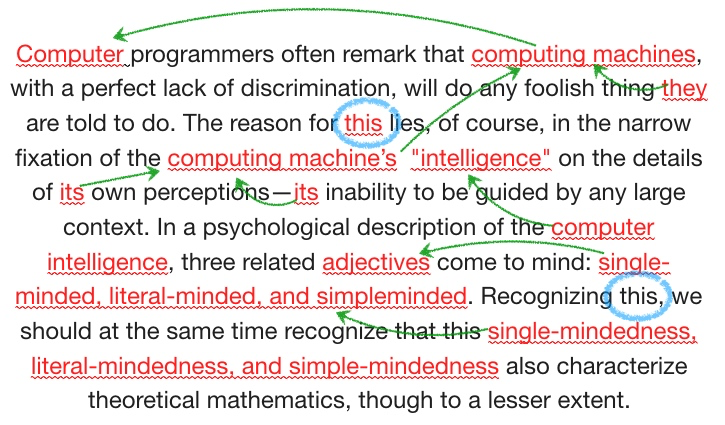 Computer programmers often remark that computing machines,
with a perfect lack of discrimination, will do any foolish thing they
are told to do. The reason for this lies, of course, in the narrow
fixation of the computing machine's "intelligence" on the details
of its own perceptions—its inability to be guided by any large
context. In a psychological description of the computer
intelligence, three related adjectives come to mind: single-
minded, literal-minded, and simpleminded. Recognizing this, we
should at the same time recognize that this single-mindedness,
literal-mindedness, and simple-mindedness also characterize
theoretical mathematics, though to a lesser extent.